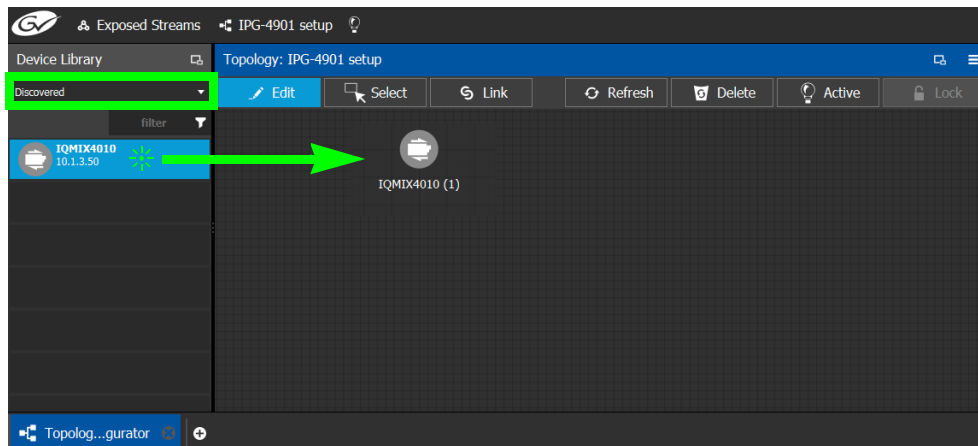 GV Exposed Streams IPG-4901 setup
Device Library
Topology: IPG-4901 setup
Discovered
Edit Select Link Refresh Delete Active Lock
filter
IQMIX4010
10.1.3.50
IQMIX4010 (1)
Topolog...gurator